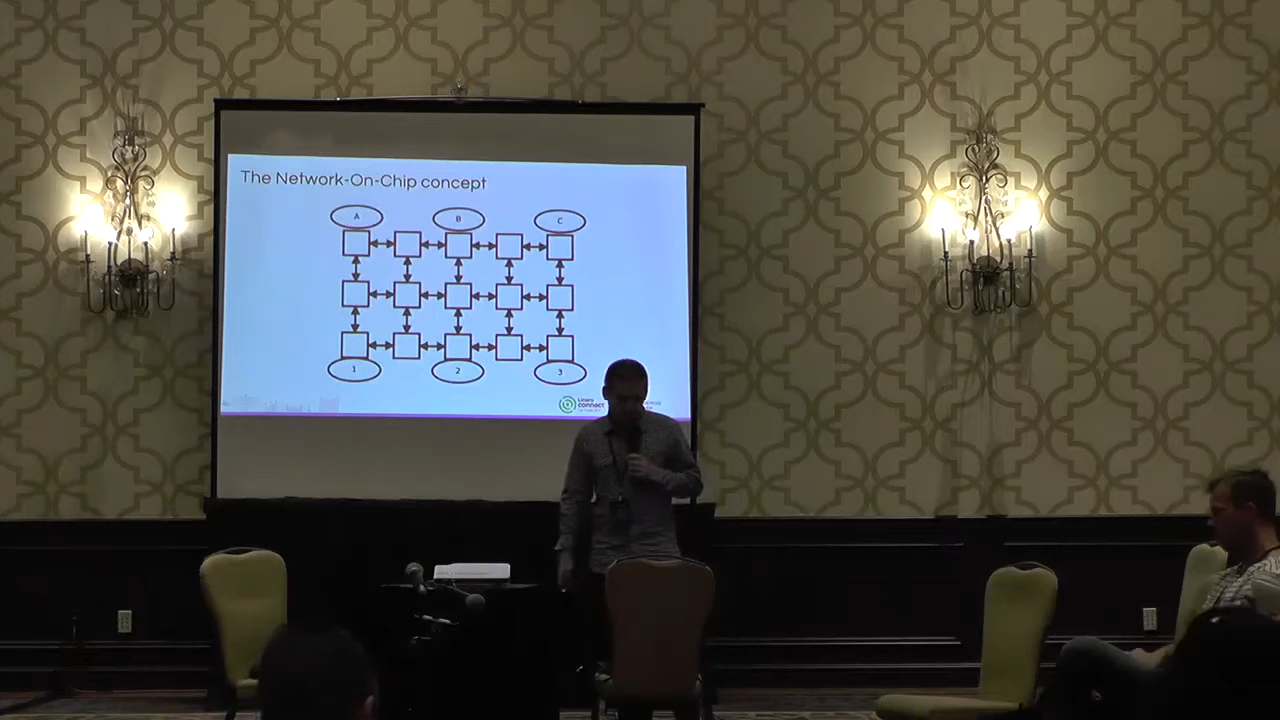 The Network-On-Chip concept
A B C
1 2 3
Linaro
connect